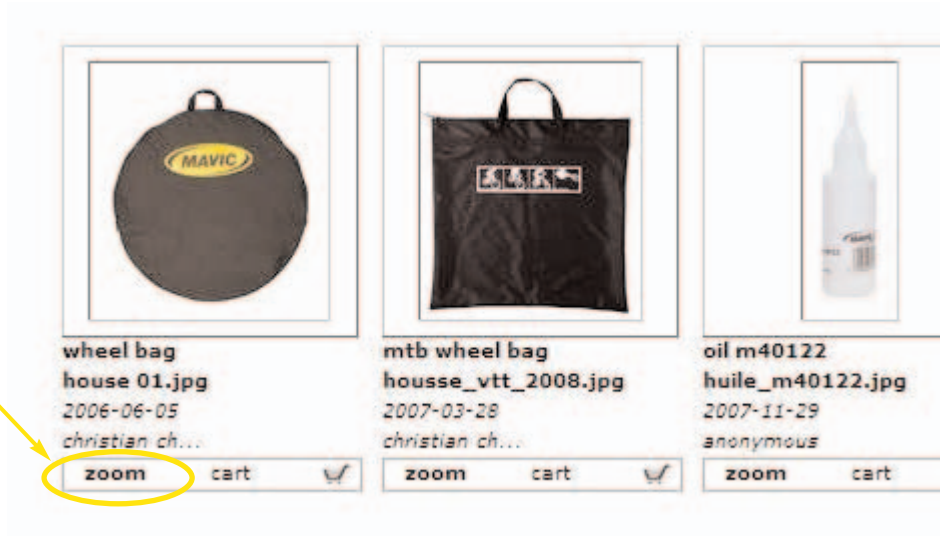 MAVIC
wheel bag
house 01.jpg
2006-06-05
christian ch...
zoom cart
mtb wheel bag
housse_vtt_2008.jpg
2007-03-28
christian ch...
zoom cart
MAVIC
oil m40122
huile_m40122.jpg
2007-11-29
anonymous
zoom cart